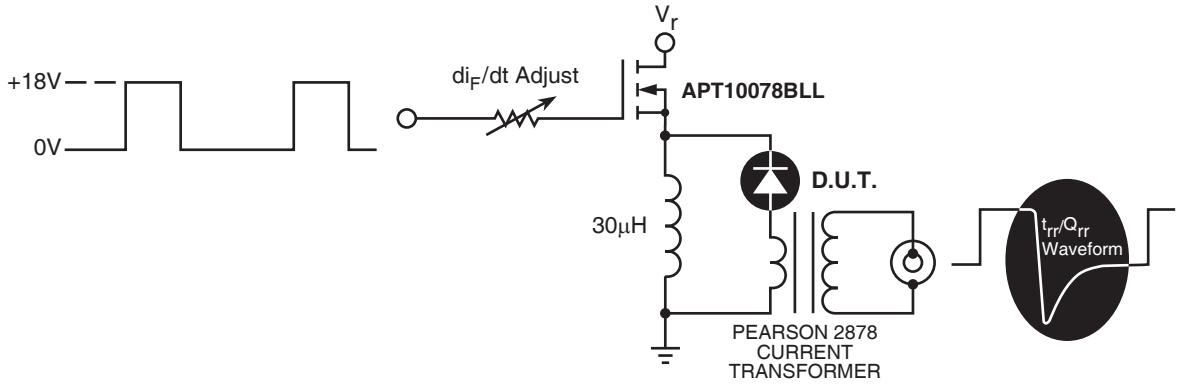 V_r
+18V
0V
di_F/dt Adjust
APT10078BLL
D.U.T.
30μH
t_rr/Q_rr
Waveform
PEARSON 2878
CURRENT
TRANSFORMER